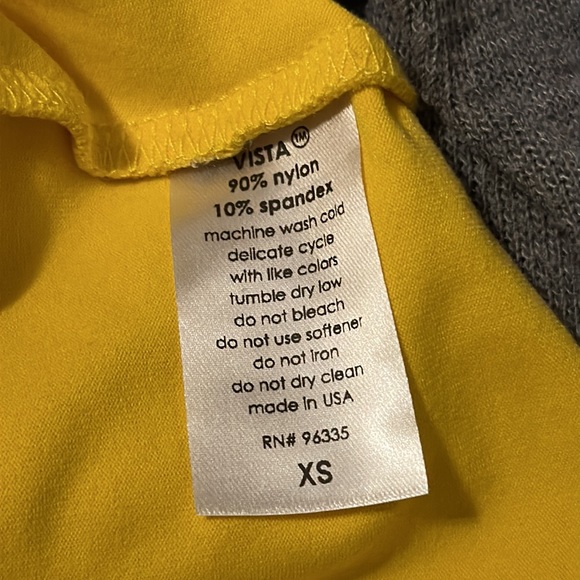 VISTA™
90% nylon
10% spandex
machine wash cold
delicate cycle
with like colors
tumble dry low
do not bleach
do not use softener
do not iron
do not dry clean
made in USA
RN# 96335
XS